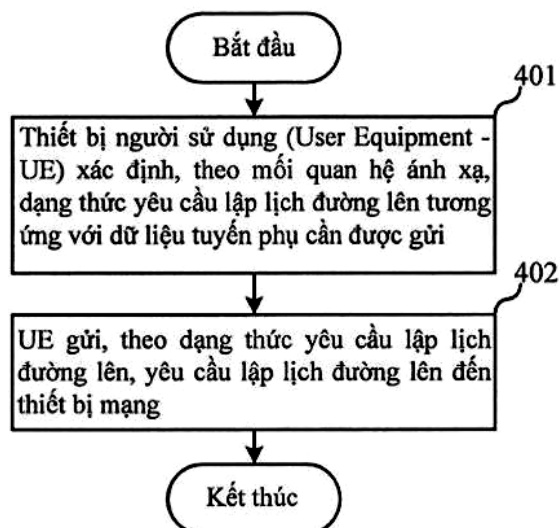 Bắt đầu
401
Thiết bị người sử dụng (User Equipment -
UE) xác định, theo mối quan hệ ánh xạ,
dạng thức yêu cầu lập lịch đường lên tương
ứng với dữ liệu tuyến phụ cần được gửi
402
UE gửi, theo dạng thức yêu cầu lập lịch
đường lên, yêu cầu lập lịch đường lên đến
thiết bị mạng
Kết thúc